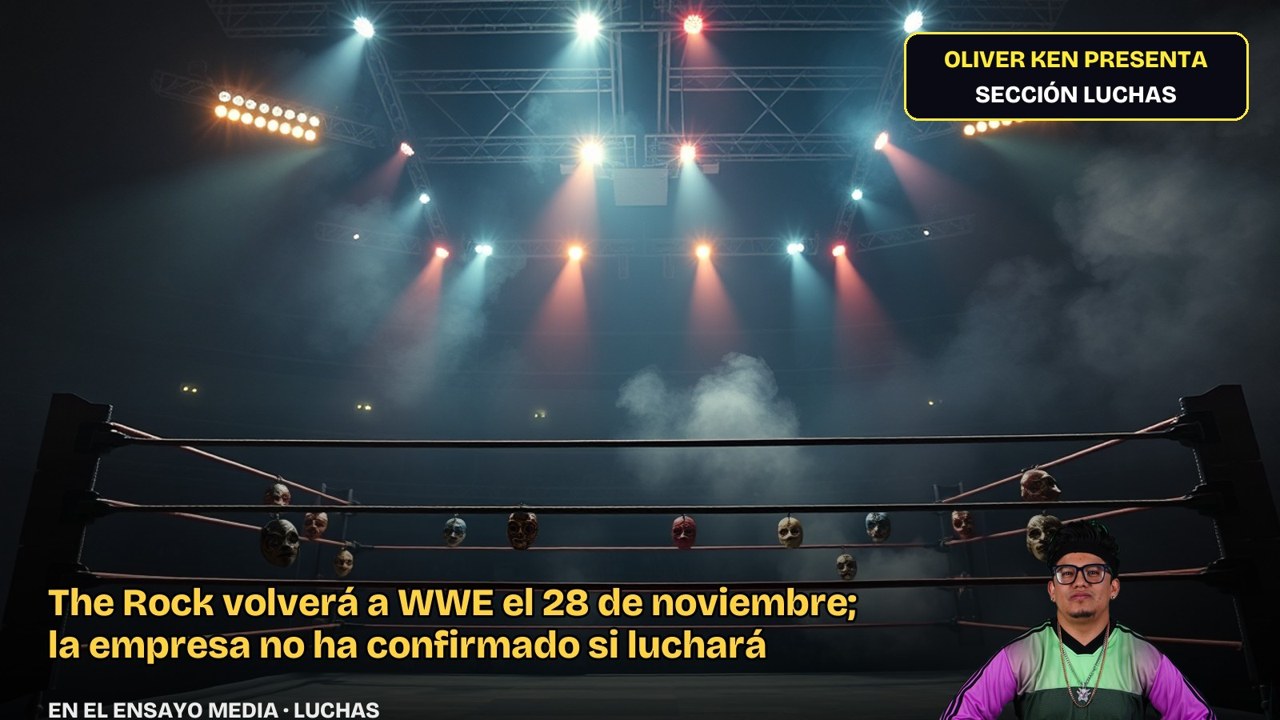 OLIVER KEN PRESENTA
SECCIÓN LUCHAS
The Rock volverá a WWE el 28 de noviembre;
la empresa no ha confirmado si luchará
EN EL ENSAYO MEDIA · LUCHAS